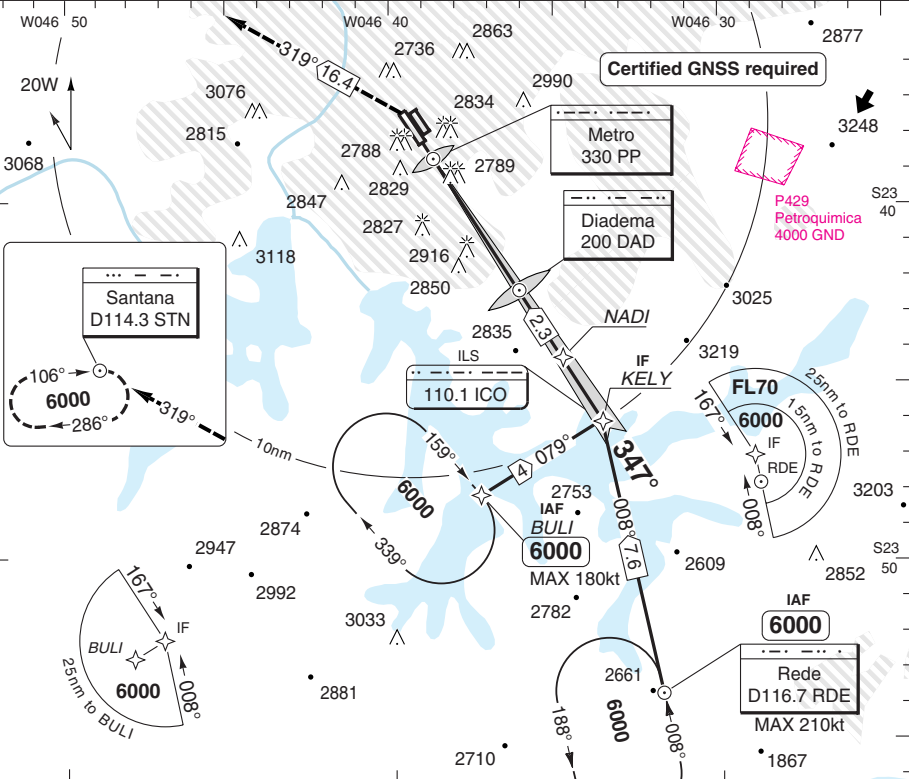 W046 50
W046 40
W046 30
2863
2877
2736
319°
16.4
Certified GNSS required
20W
3076
2990
2834
3248
2815
Metro
330 PP
3068
2788
2789
2829
2847
P429
Petroquimica
4000 GND
S23
40
Diadema
200 DAD
2827
3118
2916
2850
Santana
D114.3 STN
3025
NADI
2.3
2835
3219
ILS
IF
KELY
110.1 ICO
106°
6000
286°
319°
10nm
FL70
6000
167°
IF
RDE
008°
15nm to RDE
25nm to RDE
159°
079°
4
347°
6000
339°
2753
IAF
BULI
6000
MAX 180kt
008°
7.6
3203
2874
2947
2992
2609
S23
50
2852
2782
3033
IAF
6000
167°
IF
BULI
6000
008°
25nm to BULI
2881
2661
Rede
D116.7 RDE
MAX 210kt
6000
188°
008°
2710
1867